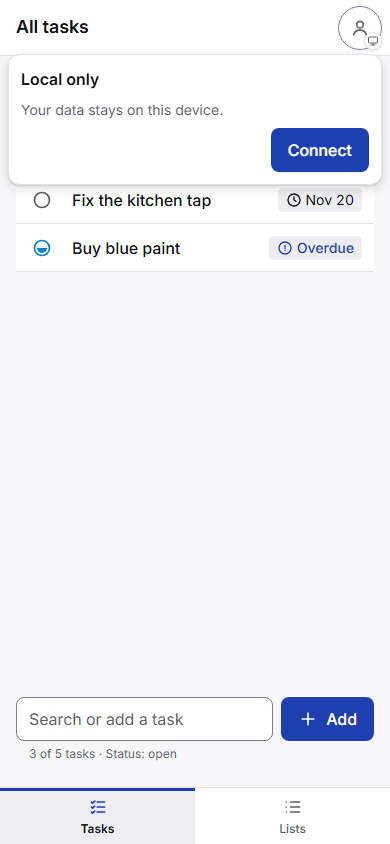 All tasks
Local only
Your data stays on this device.
Connect
Fix the kitchen tap Nov 20
Buy blue paint Overdue
Search or add a task Add
3 of 5 tasks · Status: open
Tasks Lists